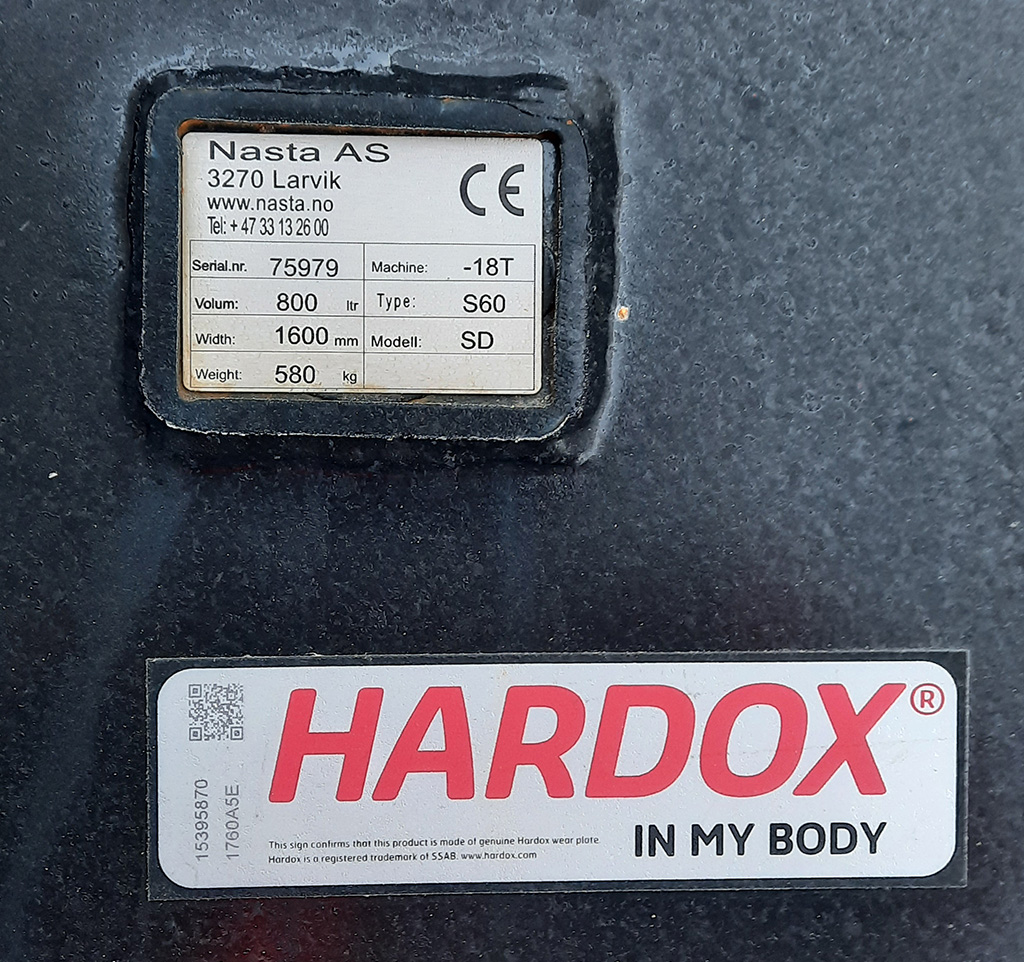 Nasta AS
3270 Larvik
www.nasta.no
Tel: + 47 33 13 26 00
CE
Serial.nr. 75979 Machine: -18T
Volum: 800 ltr Type: S60
Width: 1600 mm Modell: SD
Weight: 580 kg
HARDOX®
IN MY BODY
15395870
1760A5E
This sign confirms that this product is made of genuine Hardox wear plate.
Hardox is a registered trademark of SSAB. www.hardox.com